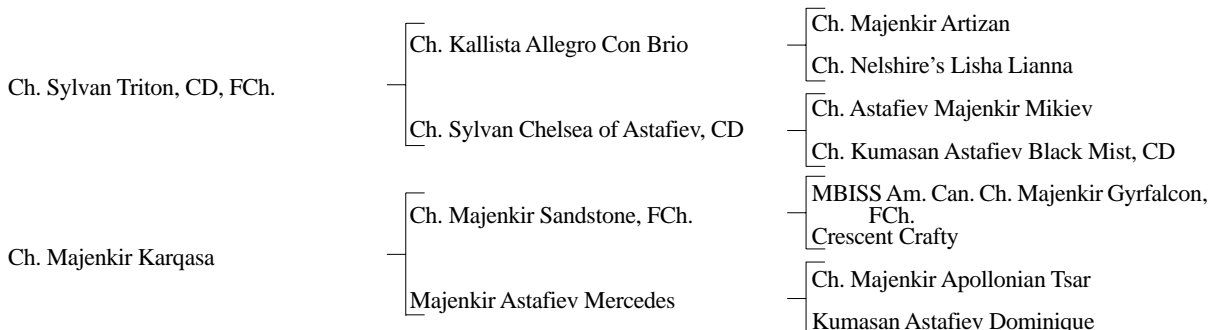 Ch. Majenkir Artizan
Ch. Kallista Allegro Con Brio
Ch. Nelshire's Lisha Lianna
Ch. Sylvan Triton, CD, FCh.
Ch. Astafiev Majenkir Mikiev
Ch. Sylvan Chelsea of Astafiev, CD
Ch. Kumasan Astafiev Black Mist, CD
MBISS Am. Can. Ch. Majenkir Gyrfalcon,
FCh.
Ch. Majenkir Sandstone, FCh.
Crescent Crafty
Ch. Majenkir Karqasa
Ch. Majenkir Apollonian Tsar
Majenkir Astafiev Mercedes
Kumasan Astafiev Dominique